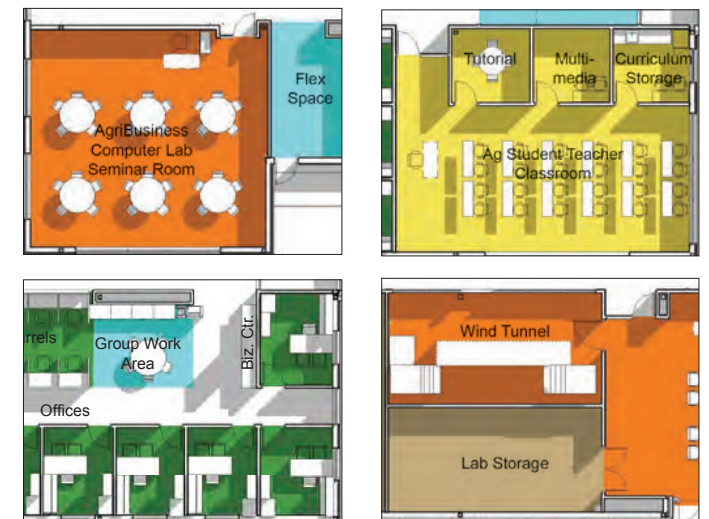 Flex
Space
AgriBusiness
Computer Lab
Seminar Room
Tutorial
Multi-
media
Curriculum
Storage
Ag Student Teacher
Classroom
rrels
Group Work
Area
Biz. Ctr.
Offices
Wind Tunnel
Lab Storage